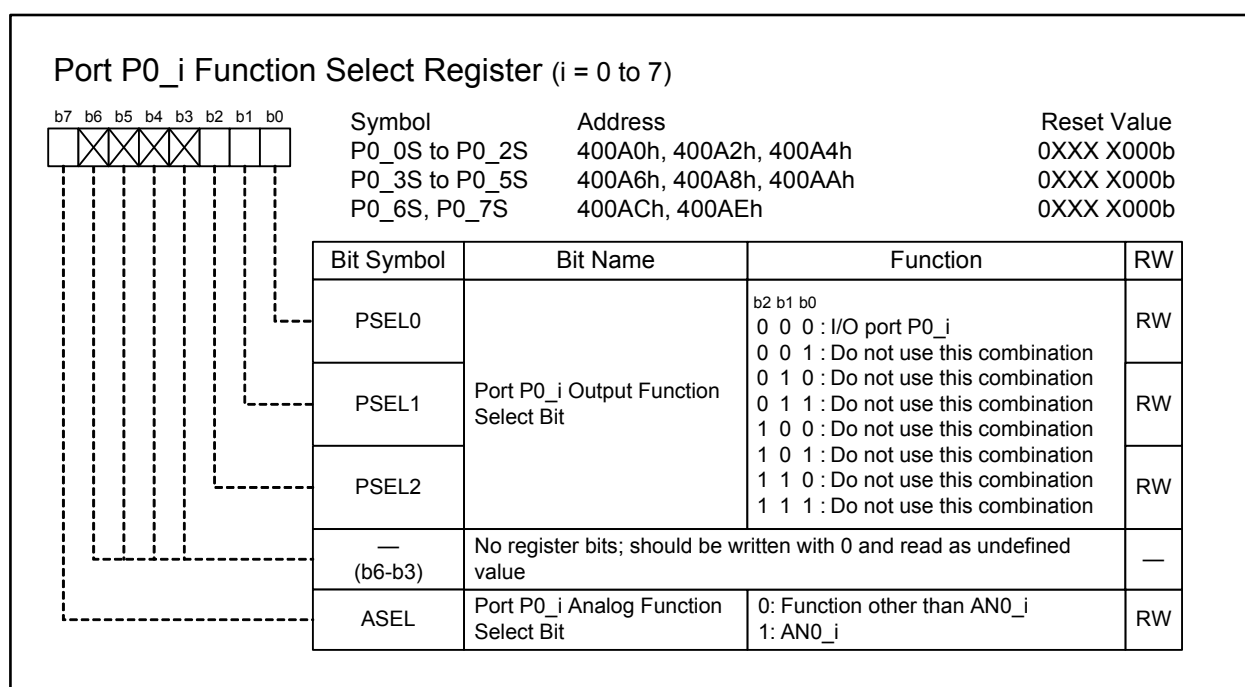 Port P0_i Function Select Register (i = 0 to 7)
b7 b6 b5 b4 b3 b2 b1 b0
Symbol Address Reset Value
P0_0S to P0_2S 400A0h, 400A2h, 400A4h 0XXX X000b
P0_3S to P0_5S 400A6h, 400A8h, 400AAh 0XXX X000b
P0_6S, P0_7S 400ACh, 400AEh 0XXX X000b
Bit Symbol Bit Name Function RW
PSEL0
PSEL1
PSEL2
Port P0_i Output Function
Select Bit
b2 b1 b0
0 0 0 : I/O port P0_i
0 0 1 : Do not use this combination
0 1 0 : Do not use this combination
0 1 1 : Do not use this combination
1 0 0 : Do not use this combination
1 0 1 : Do not use this combination
1 1 0 : Do not use this combination
1 1 1 : Do not use this combination
RW
RW
RW
—
(b6-b3)
No register bits; should be written with 0 and read as undefined
value
—
ASEL
Port P0_i Analog Function
Select Bit
0: Function other than AN0_i
1: AN0_i
RW